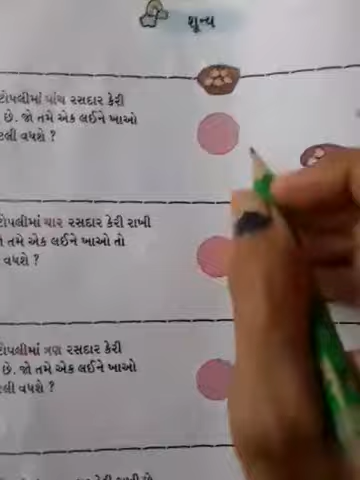 શૂન્ય
ટોપલીમાં પાંચ રસદાર કેરી
છે. જો તમે એક લઈને ખાઓ
વધશે ?
ટોપલીમાં ચાર રસદાર કેરી રાખી
તમે એક લઈને ખાઓ તો
વધશે ?
ટોપલીમાં ત્રણ રસદાર કેરી
છે. જો તમે એક લઈને ખાઓ
વધશે ?